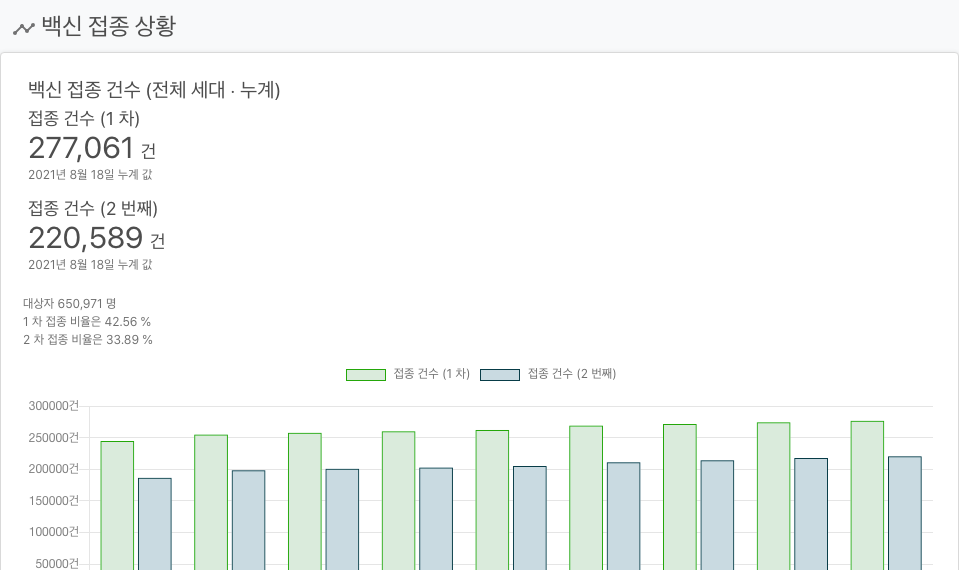 백신 접종 상황
백신 접종 건수 (전체 세대 · 누계)
접종 건수 (1 차)
277,061 건
2021년 8월 18일 누계 값
접종 건수 (2 번째)
220,589 건
2021년 8월 18일 누계 값
대상자 650,971 명
1 차 접종 비율은 42.56 %
2 차 접종 비율은 33.89 %
접종 건수 (1 차) 접종 건수 (2 번째)
300000건
250000건
200000건
150000건
100000건
50000건